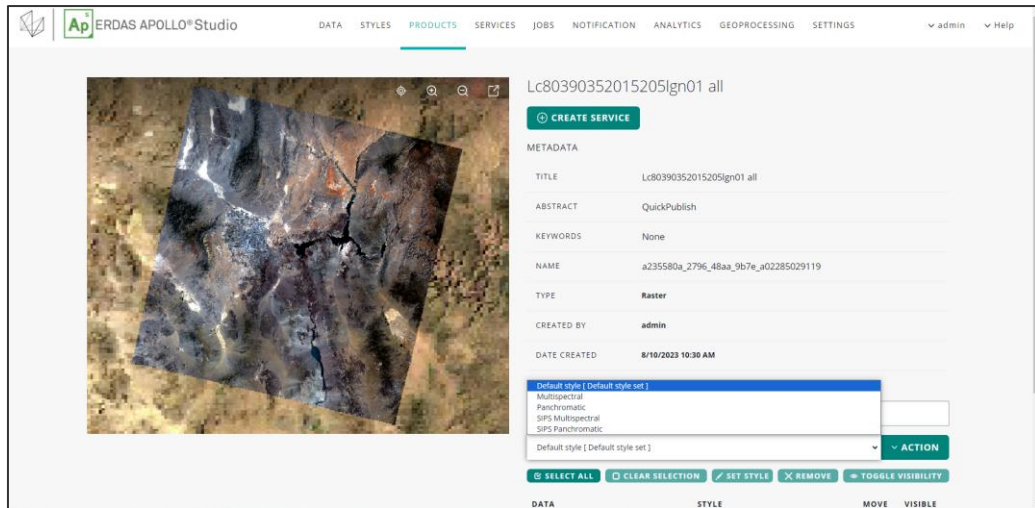 Ap ERDAS APOLLO® Studio DATA STYLES PRODUCTS SERVICES JOBS NOTIFICATION ANALYTICS GEOPROCESSING SETTINGS admin Help
Lc80390352015205lgn01 all
CREATE SERVICE
METADATA
TITLE Lc80390352015205lgn01 all
ABSTRACT QuickPublish
KEYWORDS None
NAME a235580a_2796_48aa_9b7e_a02285029119
TYPE Raster
CREATED BY admin
DATE CREATED 8/10/2023 10:30 AM
Default style [ Default style set ]
Multispectral
Panchromatic
SIPS Multispectral
SIPS Panchromatic
Default style [ Default style set ] ACTION
SELECT ALL CLEAR SELECTION SET STYLE REMOVE TOGGLE VISIBILITY
DATA STYLE MOVE VISIBLE